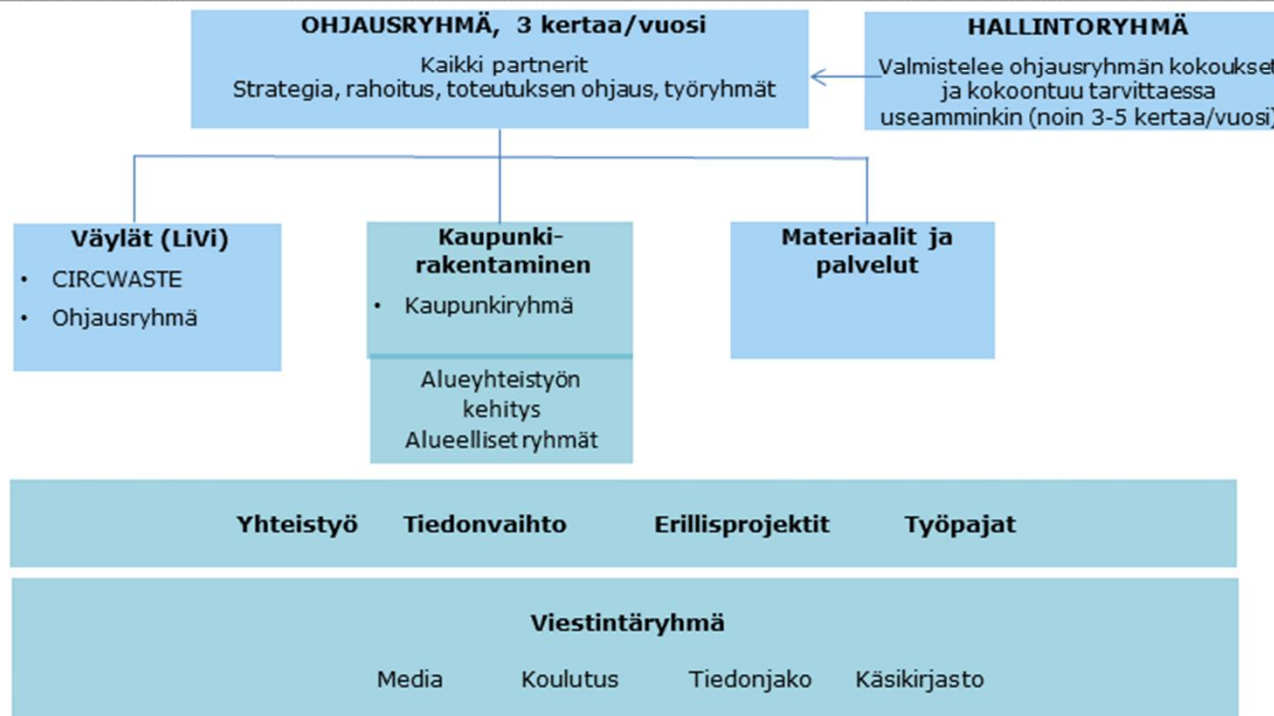 OHJAUSRYHMÄ, 3 kertaa/vuosi
Kaikki partnerit
Strategia, rahoitus, toteutuksen ohjaus, työryhmät
HALLINTORYHMÄ
Valmistelee ohjausryhmän kokoukset
ja kokoontuu tarvittaessa
useamminkin (noin 3-5 kertaa/vuosi)
Väylät (LiVi)
• CIRCWASTE
• Ohjausryhmä
Kaupunki-
rakentaminen
• Kaupunkiryhmä
Alueyhteistyön
kehitys
Alueelliset ryhmät
Materiaalit ja
palvelut
Yhteistyö Tiedonvaihto Erillisprojektit Työpajat
Viestintäryhmä
Media Koulutus Tiedonjako Käsikirjasto